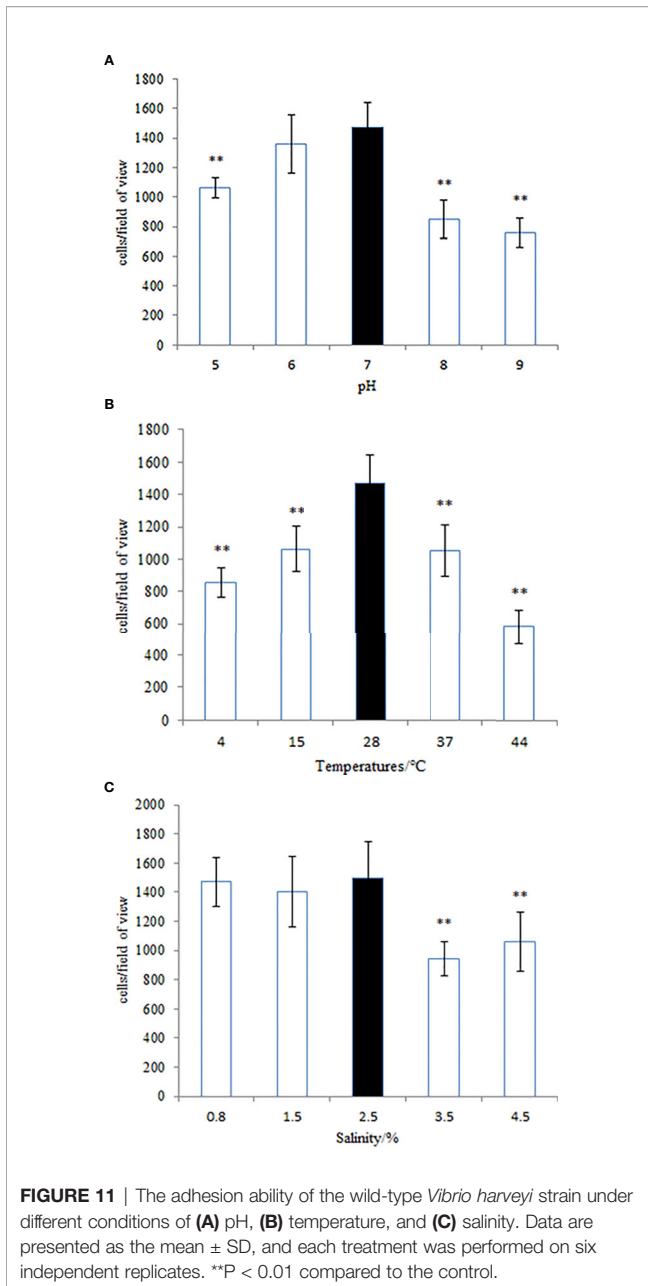 A
1800
1600
1400
1200
1000
800
600
400
200
0
cells/field of view
**
**
**
5 6 7 8 9
pH
B
1800
1600
1400
1200
1000
800
600
400
200
0
cells/field of view
**
**
**
**
4 15 28 37 44
Temperatures/°C
C
2000
1800
1600
1400
1200
1000
800
600
400
200
0
cells/field of view
**
**
0.8 1.5 2.5 3.5 4.5
Salinity/%
FIGURE 11 | The adhesion ability of the wild-type Vibrio harveyi strain under
different conditions of (A) pH, (B) temperature, and (C) salinity. Data are
presented as the mean ± SD, and each treatment was performed on six
independent replicates. **P < 0.01 compared to the control.